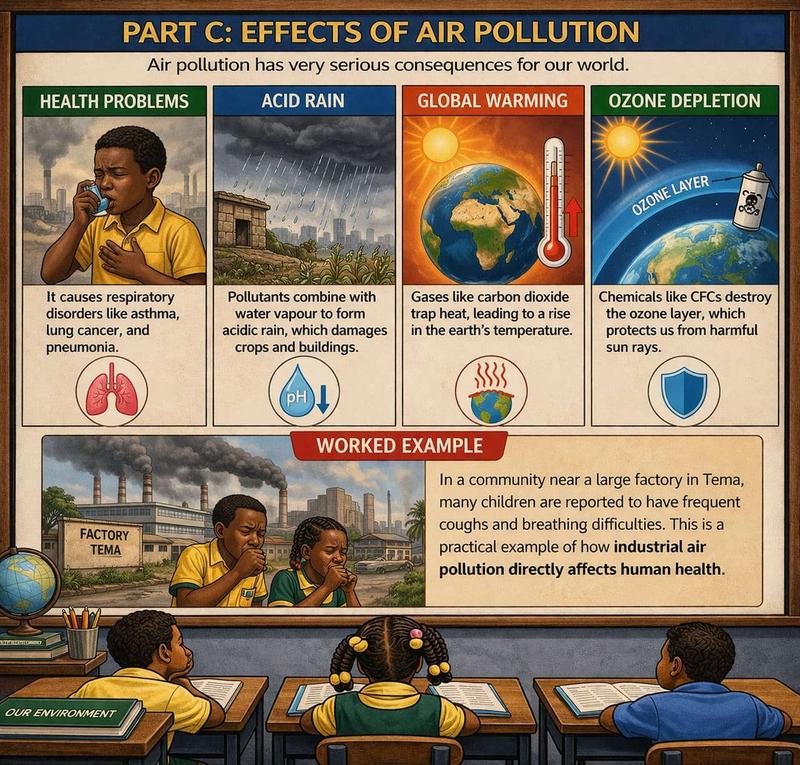 PART C: EFFECTS OF AIR POLLUTION
Air pollution has very serious consequences for our world.
HEALTH PROBLEMS
It causes respiratory
disorders like asthma,
lung cancer, and
pneumonia.
ACID RAIN
Pollutants combine with
water vapour to form
acidic rain, which damages
crops and buildings.
pH
GLOBAL WARMING
Gases like carbon dioxide
trap heat, leading to a rise
in the earth's temperature.
OZONE DEPLETION
OZONE LAYER
Chemicals like CFCs destroy
the ozone layer, which
protects us from harmful
sun rays.
WORKED EXAMPLE
FACTORY
TEMA
In a community near a large factory in Tema,
many children are reported to have frequent
coughs and breathing difficulties. This is a
practical example of how industrial air
pollution directly affects human health.
OUR ENVIRONMENT